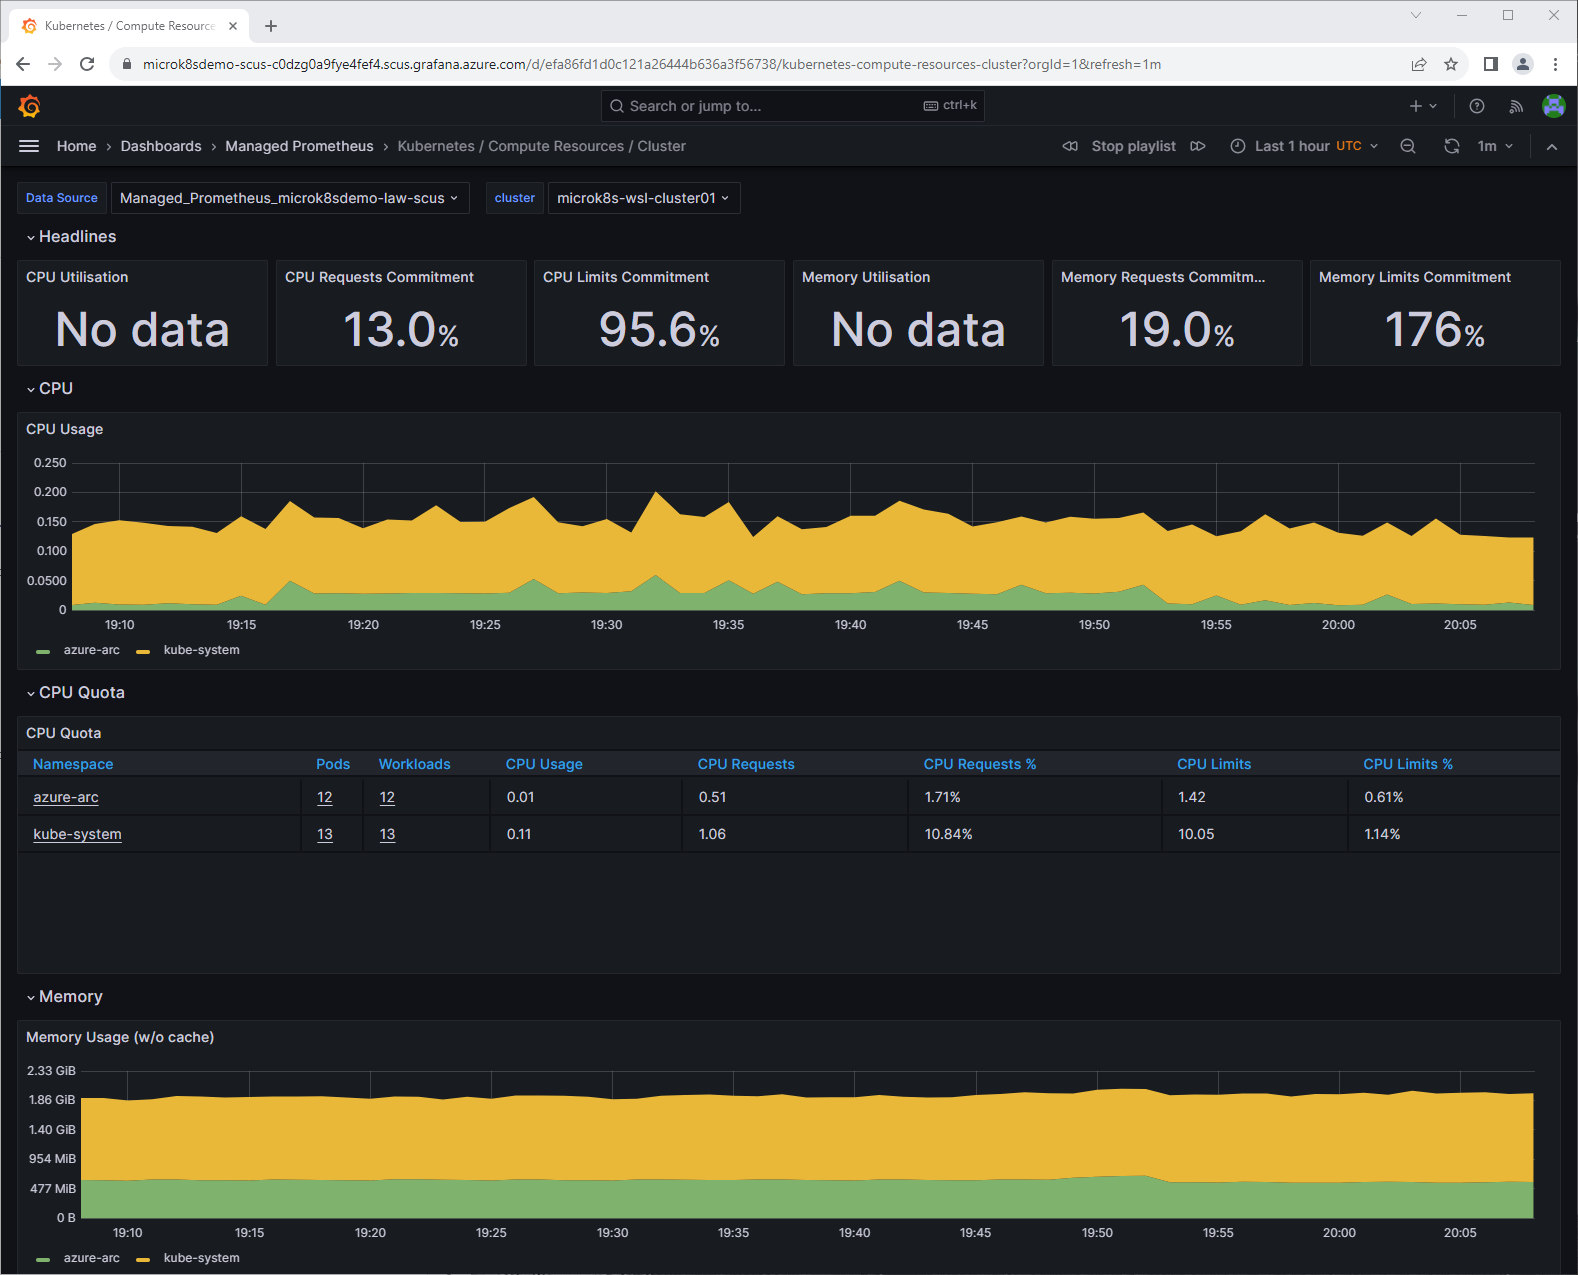 Kubernetes / Compute Resource
microk8sdemo-scus-c0dzg0a9fye4fef4.scus.grafana.azure.com/d/efa86fd1d0c121a26444b636a3f56738/kubernetes-compute-resources-cluster?orgId=1&refresh=1m
Search or jump to... ctrl+k
Home › Dashboards › Managed Prometheus › Kubernetes / Compute Resources / Cluster Stop playlist Last 1 hour UTC 1m
Data Source Managed_Prometheus_microk8sdemo-law-scus cluster microk8s-wsl-cluster01
Headlines
CPU Utilisation CPU Requests Commitment CPU Limits Commitment Memory Utilisation Memory Requests Commitm... Memory Limits Commitment
No data 13.0% 95.6% No data 19.0% 176%
CPU
CPU Usage
0.250
0.200
0.150
0.100
0.0500
0
19:10 19:15 19:20 19:25 19:30 19:35 19:40 19:45 19:50 19:55 20:00 20:05
azure-arc kube-system
CPU Quota
CPU Quota
Namespace Pods Workloads CPU Usage CPU Requests CPU Requests % CPU Limits CPU Limits %
azure-arc 12 12 0.01 0.51 1.71% 1.42 0.61%
kube-system 13 13 0.11 1.06 10.84% 10.05 1.14%
Memory
Memory Usage (w/o cache)
2.33 GiB
1.86 GiB
1.40 GiB
954 MiB
477 MiB
0 B
19:10 19:15 19:20 19:25 19:30 19:35 19:40 19:45 19:50 19:55 20:00 20:05
azure-arc kube-system